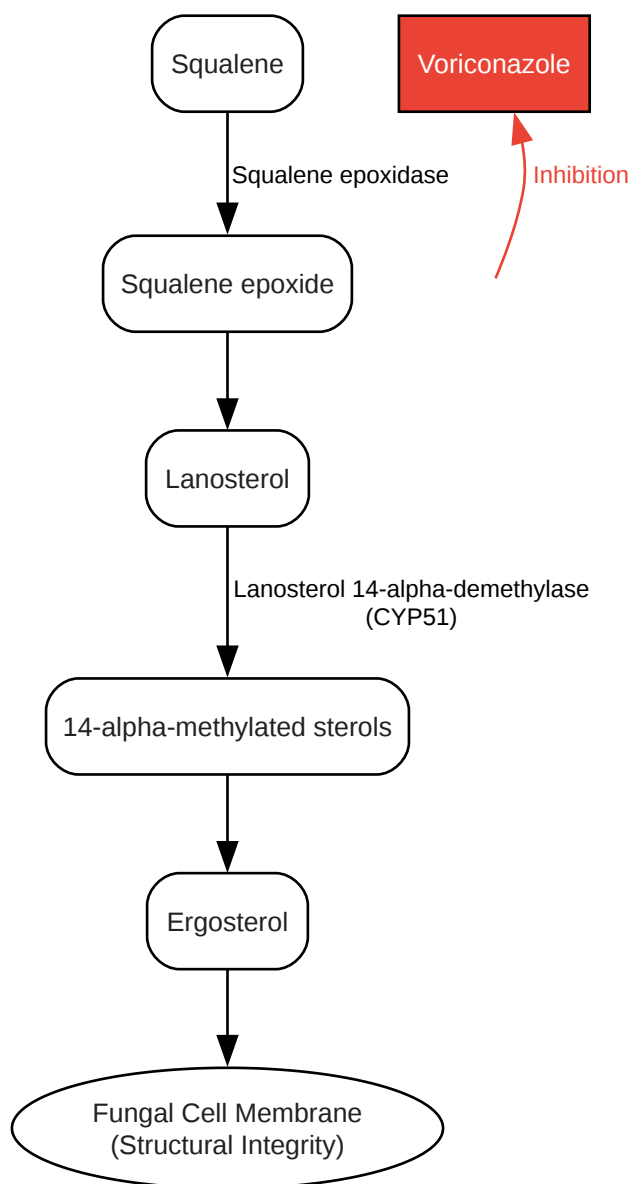 Squalene
Voriconazole
Squalene epoxidase
Inhibition
Squalene epoxide
Lanosterol
Lanosterol 14-alpha-demethylase
(CYP51)
14-alpha-methylated sterols
Ergosterol
Fungal Cell Membrane
(Structural Integrity)